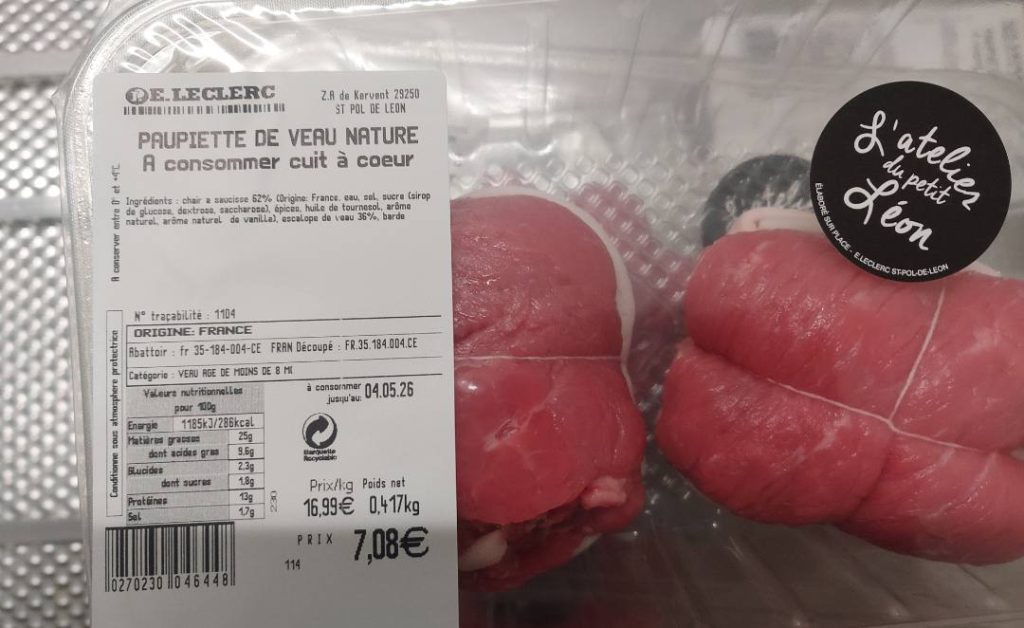 E.LECLERC
Z.A de Kervent 29250
ST POL DE LEON
PAUPIETTE DE VEAU NATURE
A consommer cuit à coeur
A conserver entre 0° et +4°C
Ingrédients : chair a saucisse 62% (Origine: France, eau, sel, sucre (sirop
de glucose, dextrose, saccharose), épices, huile de tournesol, arôme
naturel, arôme naturel de vanille), escalope de veau 36%, barde
Conditionne sous atmosphere protectrice
N° traçabilité : 1104
ORIGINE: FRANCE
Abattoir : fr 35-184-004-CE FRAN Découpé : FR.35.184.004.CE
Catégorie : VEAU AGE DE MOINS DE 8 M
Valeurs nutritionnelles
pour 100g
Energie 1185kJ/286kcal
Matières grasses 25g
dont acides gras 9.6g
Glucides 2.3g
dont sucres 1.8g
Protéines 13g
Sel 1.7g
230
à consommer
jusqu'au: 04.05.26
Barquette
Recyclable
Prix/kg Poids net
16,99€ 0,417kg
PRIX 7,08€
114
0270230 046448
L'atelier
du petit
Léon
ÉLABORÉ SUR PLACE - E.LECLERC ST-POL-DE-LEON